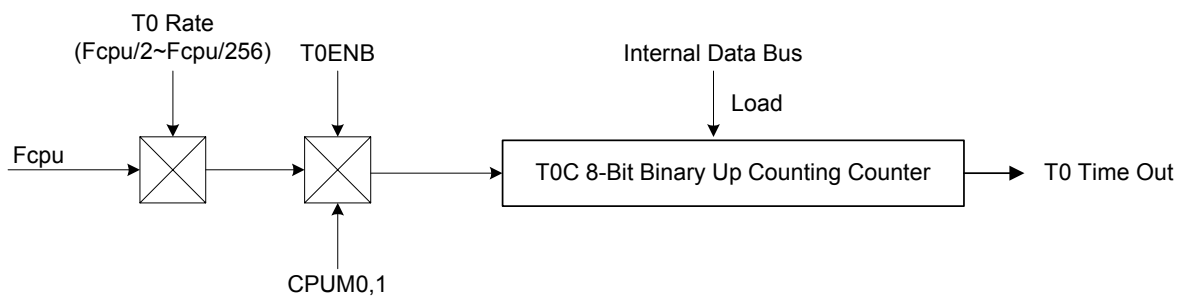 T0 Rate
(Fcpu/2~Fcpu/256)
T0ENB
Internal Data Bus
Load
Fcpu
T0C 8-Bit Binary Up Counting Counter
T0 Time Out
CPUM0,1